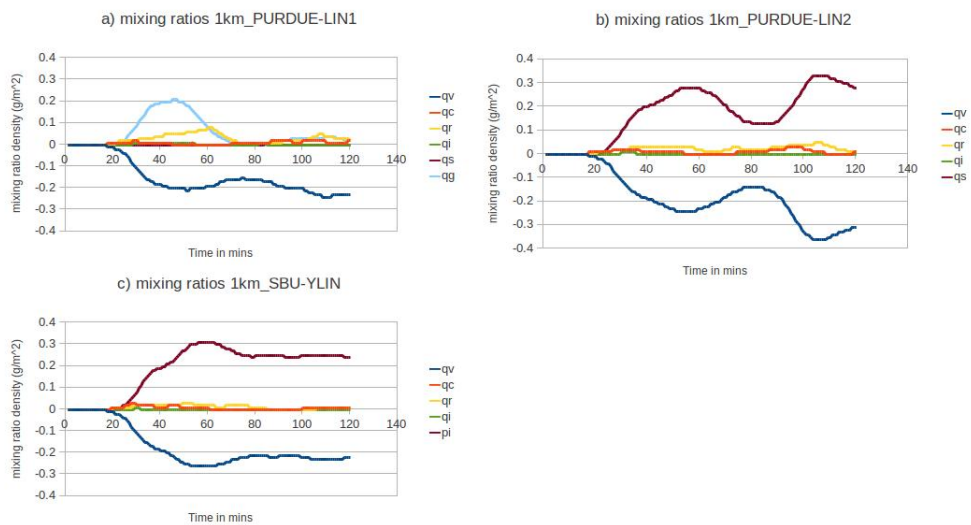 a) mixing ratios 1km_PURDUE-LIN1
mixing ratio density (g/m^2)
0.4
0.3
0.2
0.1
0
-0.1
-0.2
-0.3
-0.4
0 20 40 60 80 100 120 140
Time in mins
qv
qc
qr
qi
qs
qg
b) mixing ratios 1km_PURDUE-LIN2
mixing ratio density (g/m^2)
0.4
0.3
0.2
0.1
0
-0.1
-0.2
-0.3
-0.4
0 20 40 60 80 100 120 140
Time in mins
qv
qc
qr
qi
qs
c) mixing ratios 1km_SBU-YLIN
mixing ratio density (g/m^2)
0.4
0.3
0.2
0.1
0
-0.1
-0.2
-0.3
-0.4
0 20 40 60 80 100 120 140
Time in mins
qv
qc
qr
qi
pi